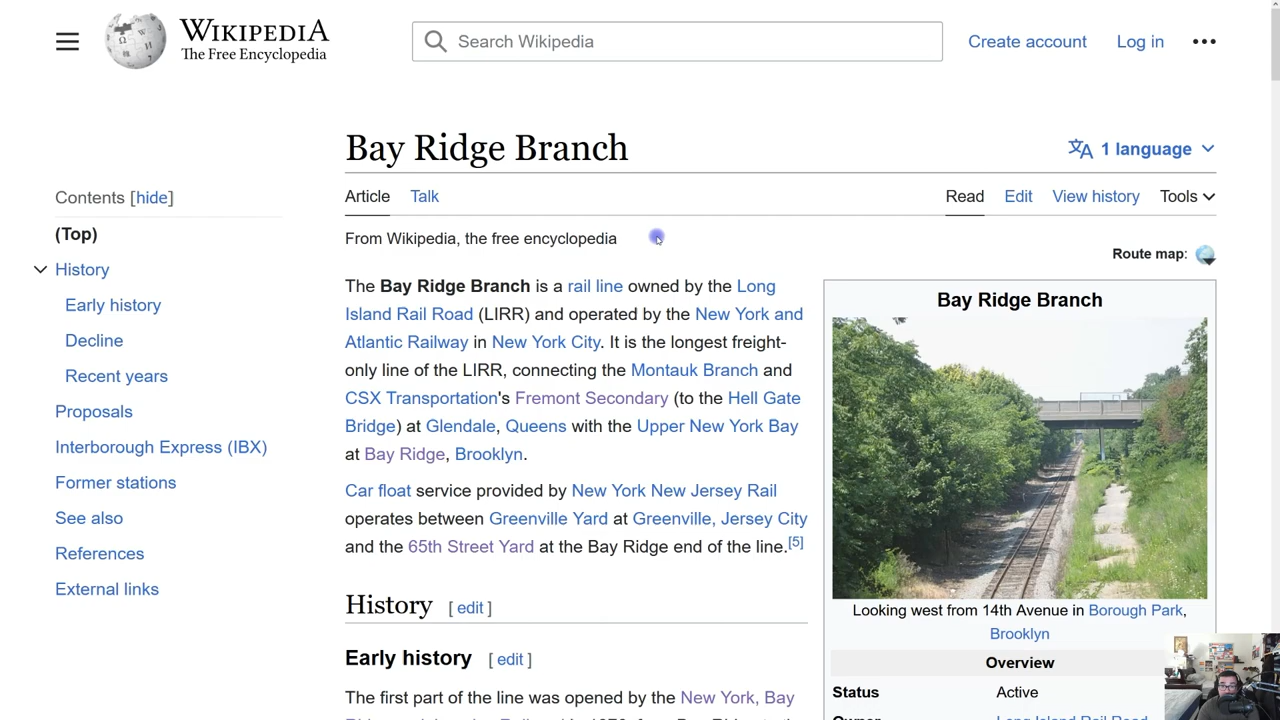 WIKIPEDIA
The Free Encyclopedia
Search Wikipedia
Create account
Log in
Bay Ridge Branch
1 language
Contents [hide]
(Top)
History
Early history
Decline
Recent years
Proposals
Interborough Express (IBX)
Former stations
See also
References
External links
Article
Talk
Read
Edit
View history
Tools
From Wikipedia, the free encyclopedia
Route map:
The Bay Ridge Branch is a rail line owned by the Long
Island Rail Road (LIRR) and operated by the New York and
Atlantic Railway in New York City. It is the longest freight-
only line of the LIRR, connecting the Montauk Branch and
CSX Transportation's Fremont Secondary (to the Hell Gate
Bridge) at Glendale, Queens with the Upper New York Bay
at Bay Ridge, Brooklyn.
Car float service provided by New York New Jersey Rail
operates between Greenville Yard at Greenville, Jersey City
and the 65th Street Yard at the Bay Ridge end of the line.[5]
History [ edit ]
Early history [ edit ]
The first part of the line was opened by the New York, Bay
Bay Ridge Branch
Looking west from 14th Avenue in Borough Park,
Brooklyn
Overview
Status Active
Owner Long Island Rail Road